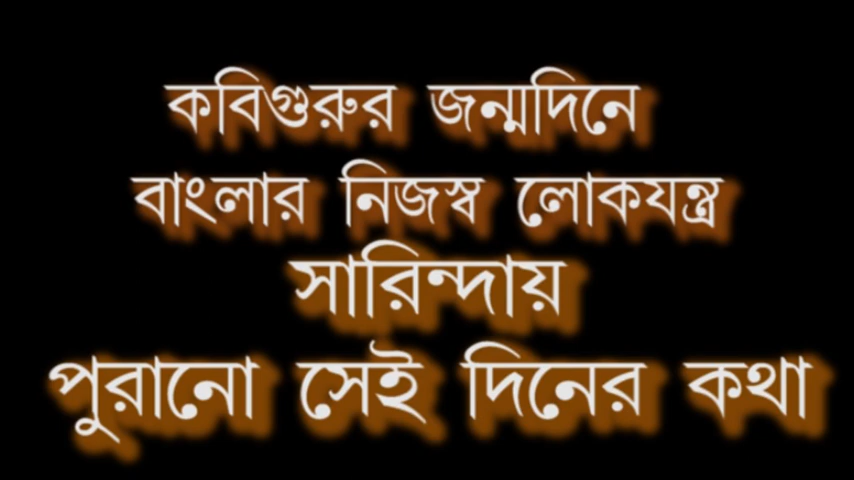 কবিগুরুর জন্মদিনে
বাংলার নিজস্ব লোকযন্ত্র
সারিন্দায়
পুরানো সেই দিনের কথা